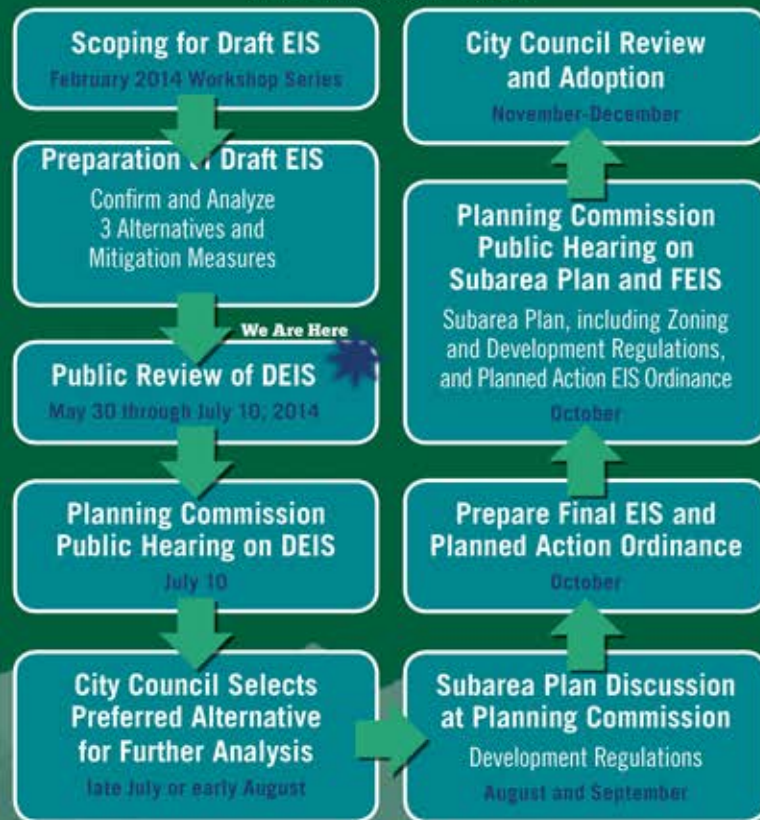 Scoping for Draft EIS
February 2014 Workshop Series
Preparation of Draft EIS
Confirm and Analyze
3 Alternatives and
Mitigation Measures
We Are Here
Public Review of DEIS
May 30 through July 10, 2014
Planning Commission
Public Hearing on DEIS
July 10
City Council Selects
Preferred Alternative
for Further Analysis
late July or early August
Subarea Plan Discussion
at Planning Commission
Development Regulations
August and September
Prepare Final EIS and
Planned Action Ordinance
October
Planning Commission
Public Hearing on
Subarea Plan and FEIS
Subarea Plan, including Zoning
and Development Regulations,
and Planned Action EIS Ordinance
October
City Council Review
and Adoption
November-December